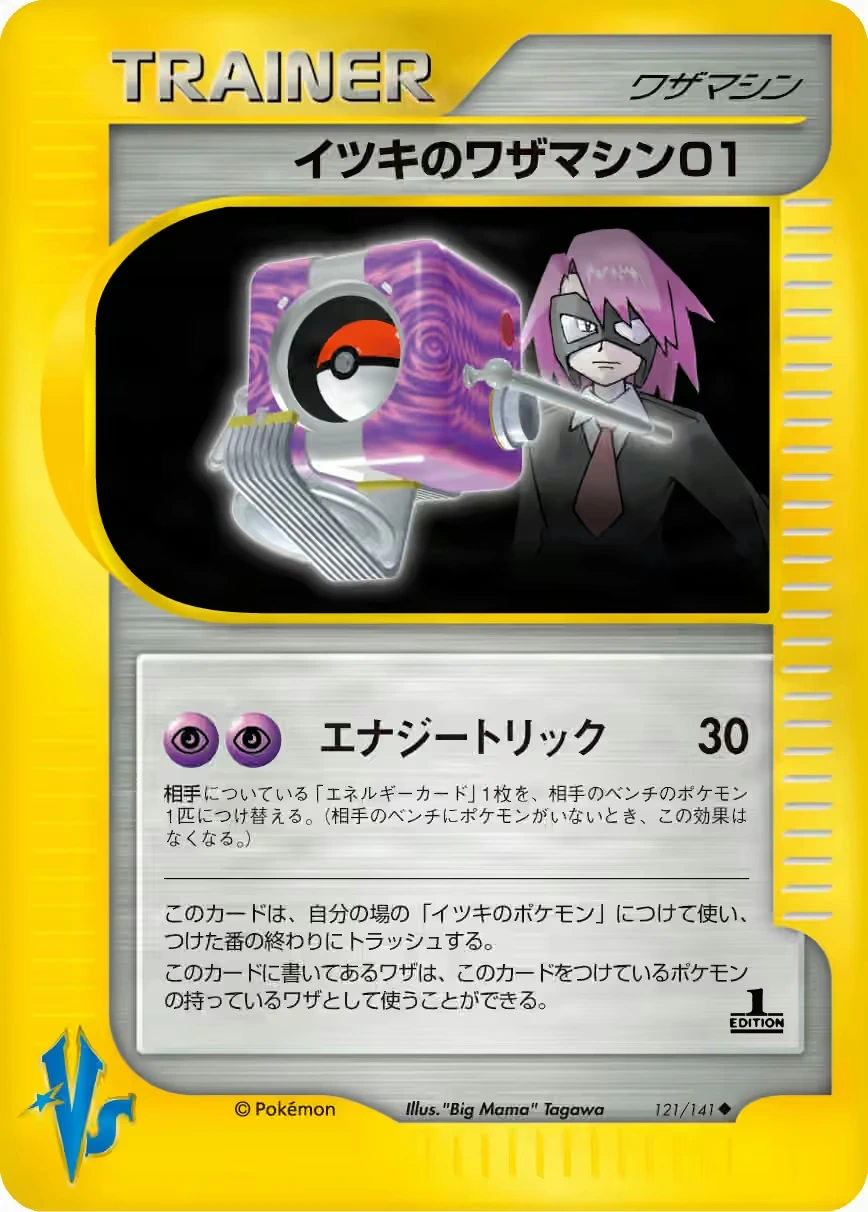 TRAINER
ワザマシン
イツキのワザマシン01
エナジートリック 30
相手についている「エネルギーカード」1枚を、相手のベンチのポケモン
1匹につけ替える。(相手のベンチにポケモンがいないとき、この効果は
なくなる。)
このカードは、自分の場の「イツキのポケモン」につけて使い、
つけた番の終わりにトラッシュする。
このカードに書いてあるワザは、このカードをつけているポケモン
の持っているワザとして使うことができる。
1
EDITION
VS
© Pokémon Illus. "Big Mama" Tagawa 121/141◆